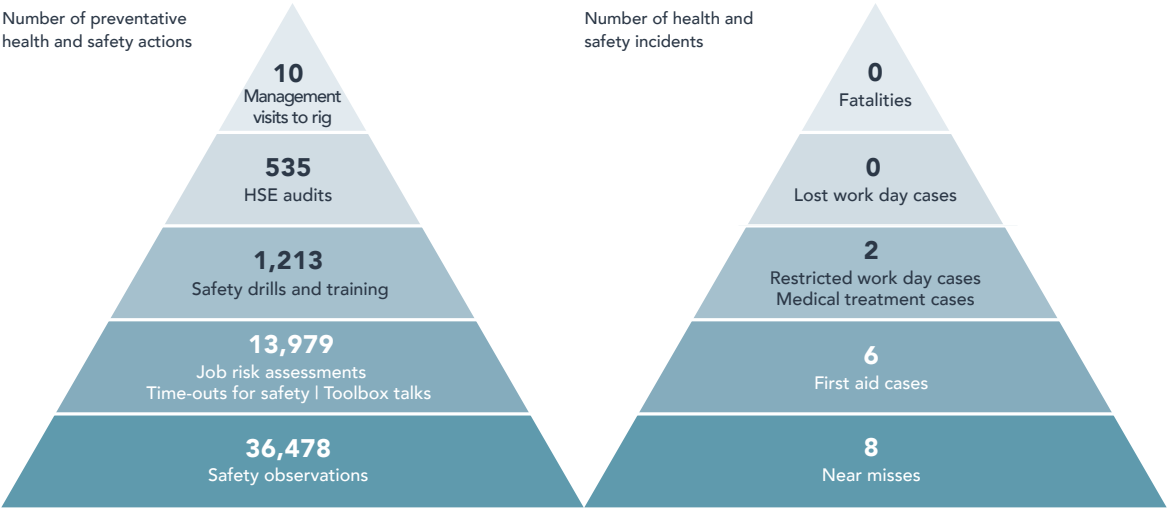 Number of preventative
health and safety actions
10
Management
visits to rig
535
HSE audits
1,213
Safety drills and training
13,979
Job risk assessments
Time-outs for safety | Toolbox talks
36,478
Safety observations
Number of health and
safety incidents
0
Fatalities
0
Lost work day cases
2
Restricted work day cases
Medical treatment cases
6
First aid cases
8
Near misses